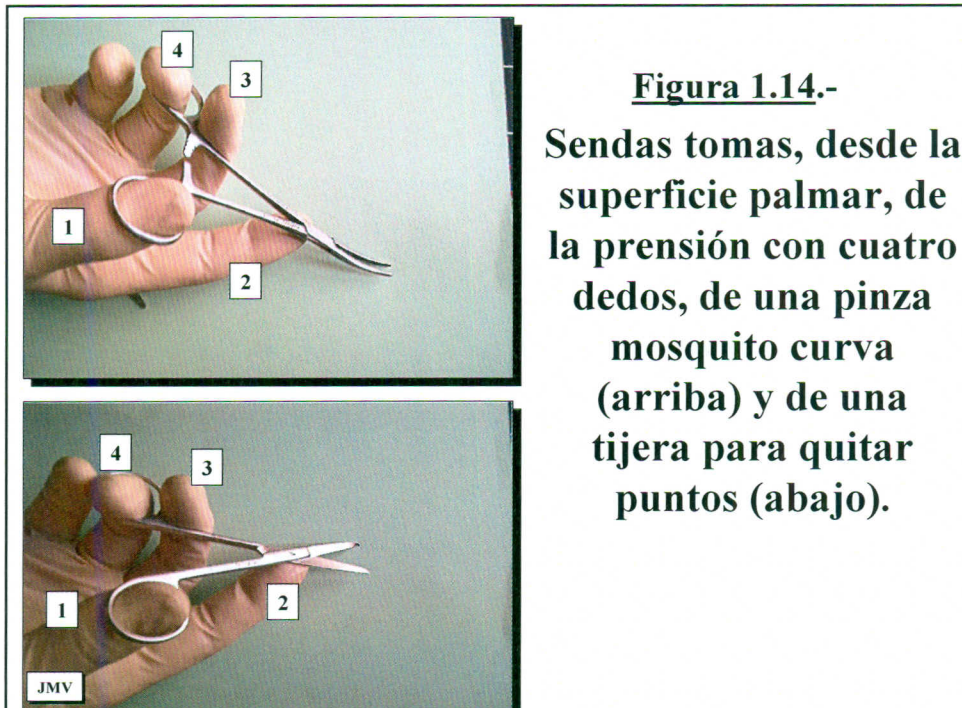 4
3
1
2
Figura 1.14.-
Sendas tomas, desde la
superficie palmar, de
la prensión con cuatro
dedos, de una pinza
mosquito curva
(arriba) y de una
tijera para quitar
puntos (abajo).
4
3
1
2
JMV